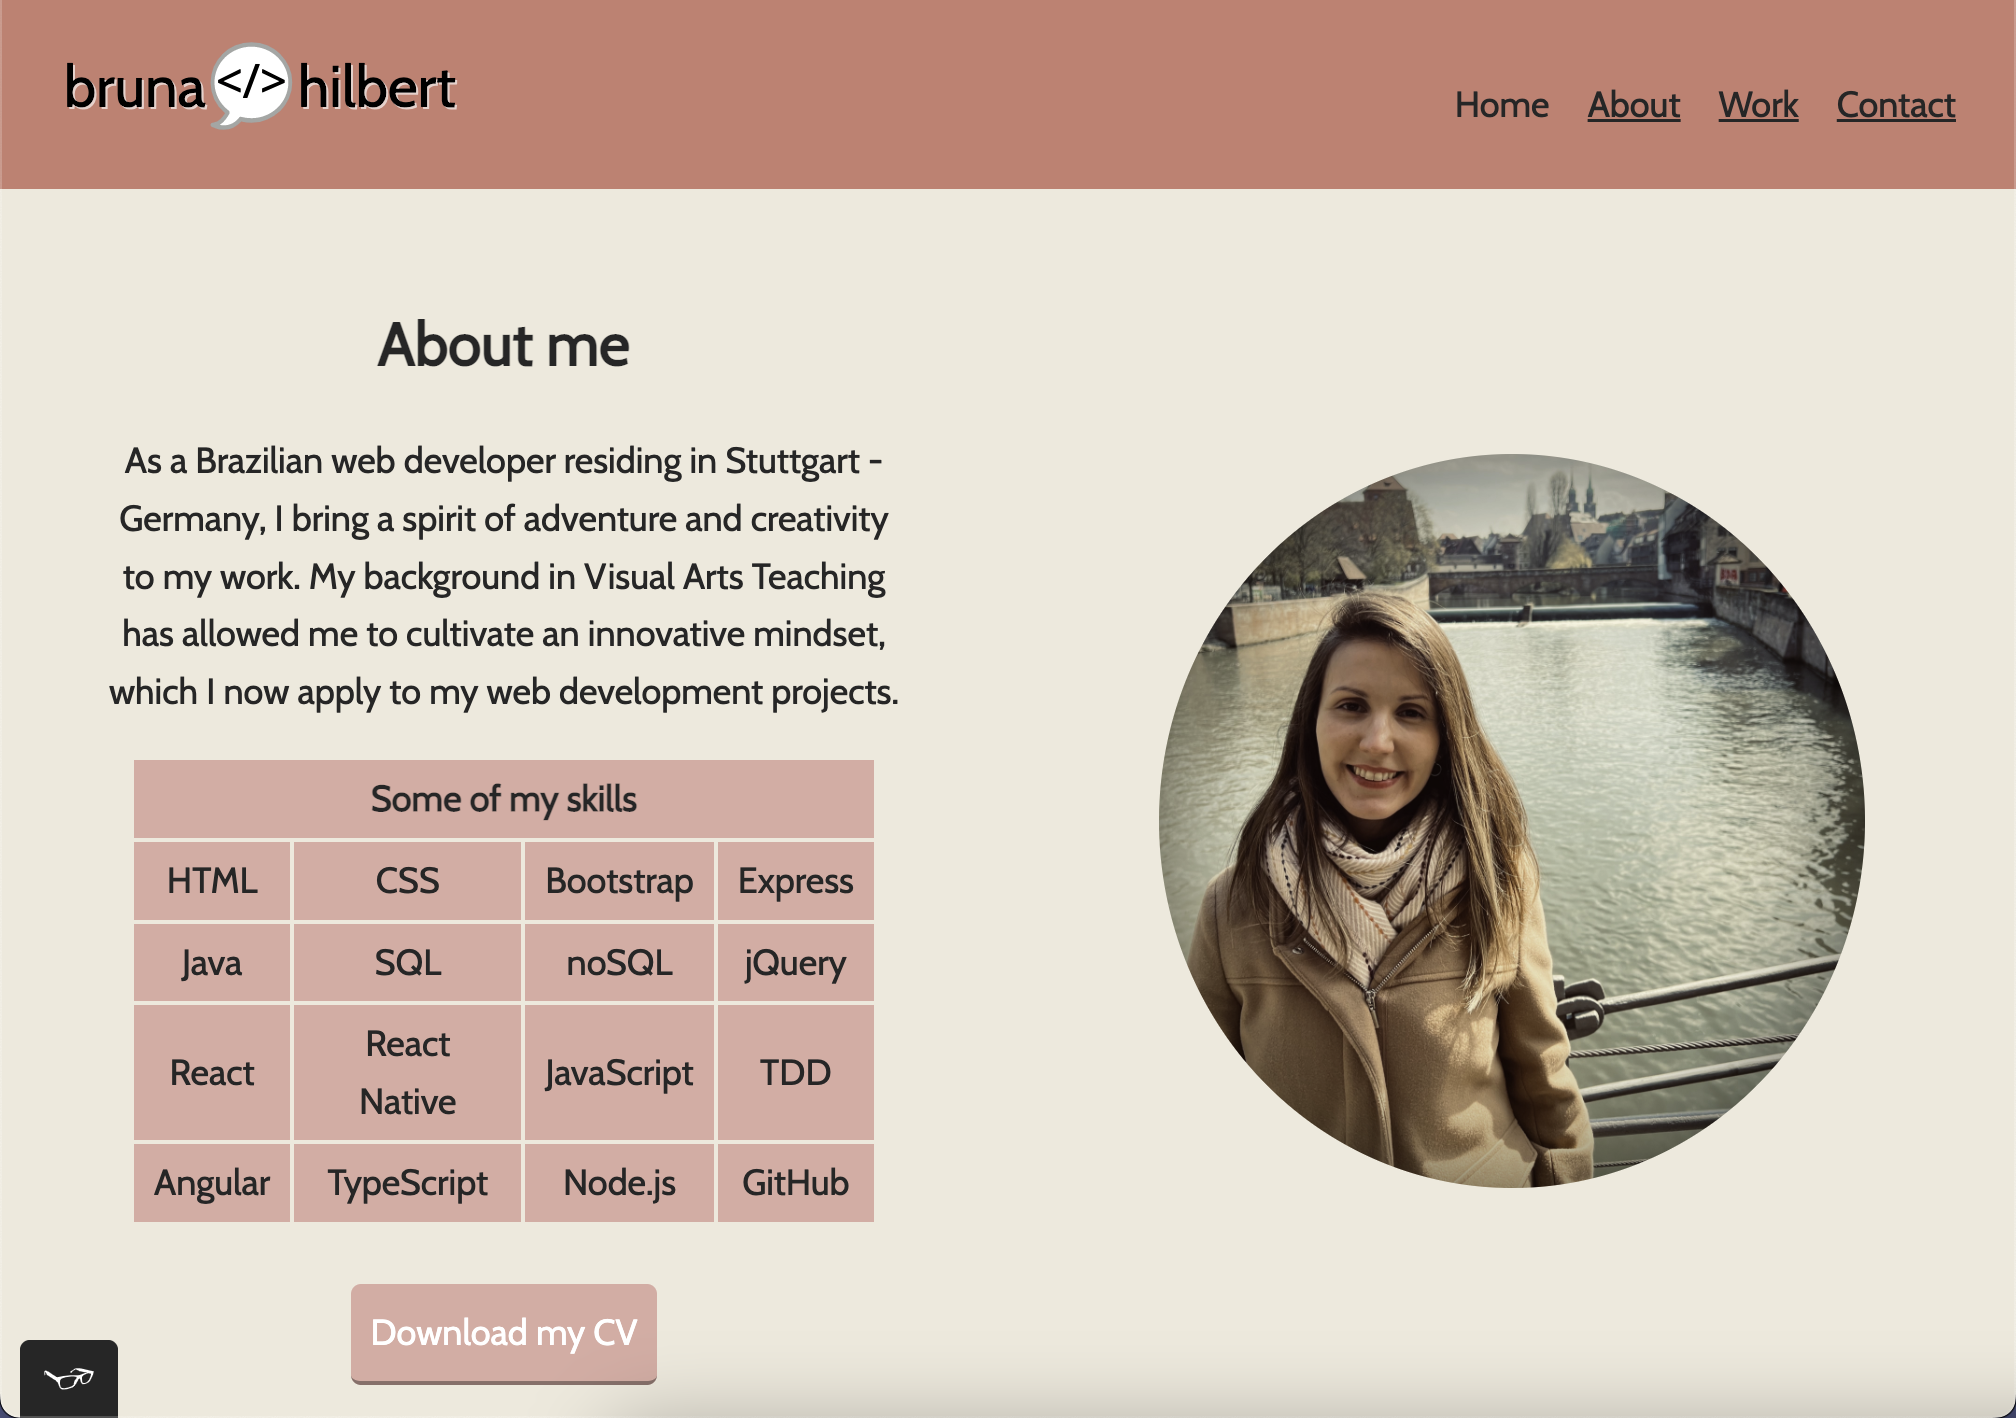 bruna </> hilbert
Home About Work Contact
About me
As a Brazilian web developer residing in Stuttgart -
Germany, I bring a spirit of adventure and creativity
to my work. My background in Visual Arts Teaching
has allowed me to cultivate an innovative mindset,
which I now apply to my web development projects.
Some of my skills
HTML CSS Bootstrap Express
Java SQL noSQL jQuery
React React Native JavaScript TDD
Angular TypeScript Node.js GitHub
Download my CV